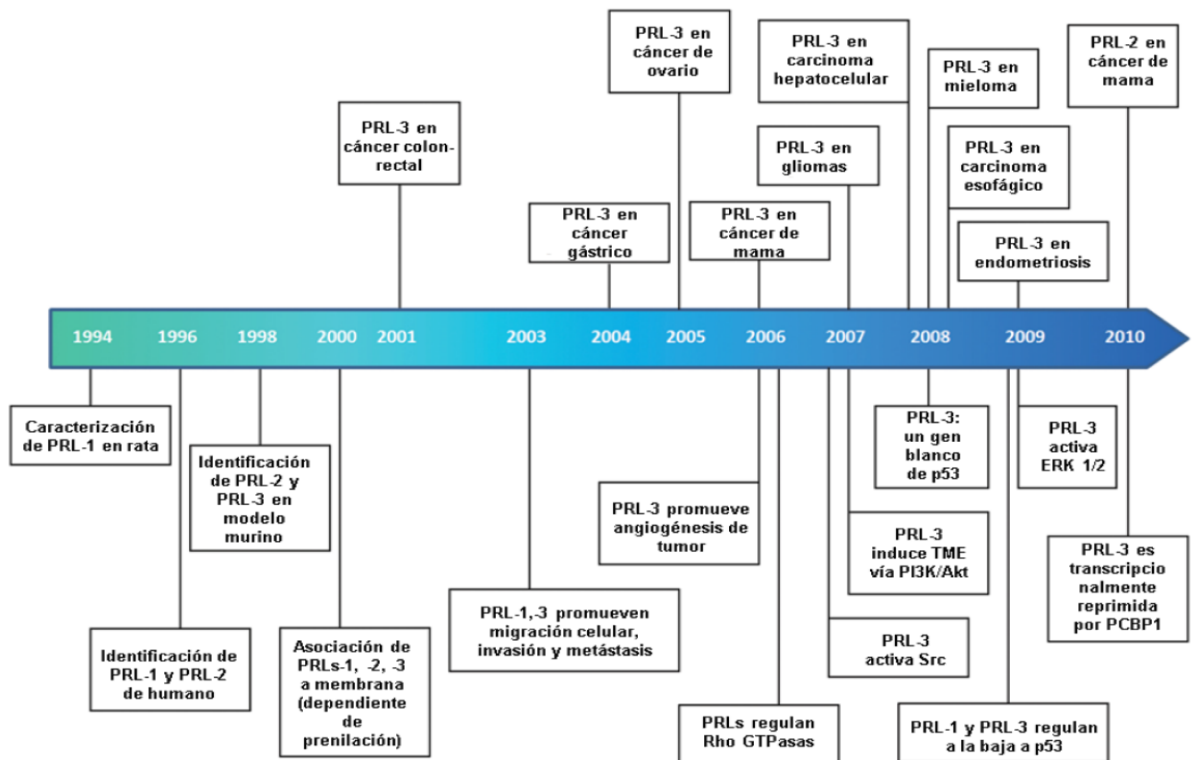 PRL-3 en
cáncer de
ovario
PRL-3 en
carcinoma
hepatocelular
PRL-3 en
mieloma
PRL-2 en
cáncer de
mama
PRL-3 en
cáncer colon-
rectal
PRL-3 en
gliomas
PRL-3 en
carcinoma
esofágico
PRL-3 en
cáncer
gástrico
PRL-3 en
cáncer de
mama
PRL-3 en
endometriosis
1994 1996 1998 2000 2001 2003 2004 2005 2006 2007 2008 2009 2010
Caracterización
de PRL-1 en rata
Identificación
de PRL-2 y
PRL-3 en
modelo
murino
PRL-3:
un gen
blanco
de p53
PRL-3
activa
ERK 1/2
PRL-3 promueve
angiogénesis de
tumor
PRL-3
induce TME
vía PI3K/Akt
PRL-3 es
transcripcio
nalmente
reprimida
por PCBP1
Identificación de
PRL-1 y PRL-2
de humano
Asociación de
PRLs-1, -2, -3
a membrana
(dependiente
de
prenilación)
PRL-1,-3 promueven
migración celular,
invasión y metástasis
PRL-3
activa Src
PRLs regulan
Rho GTPasas
PRL-1 y PRL-3 regulan
a la baja a p53